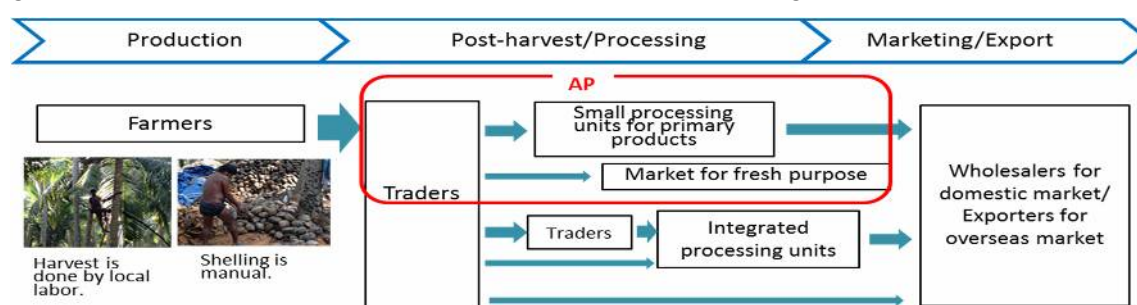 Production
Post-harvest/Processing
Marketing/Export
AP
Farmers
Small processing
units for primary
products
Market for fresh purpose
Traders
Traders
Integrated
processing units
Wholesalers for
domestic market/
Exporters for
overseas market
Harvest is
done by local
labor.
Shelling is
manual.